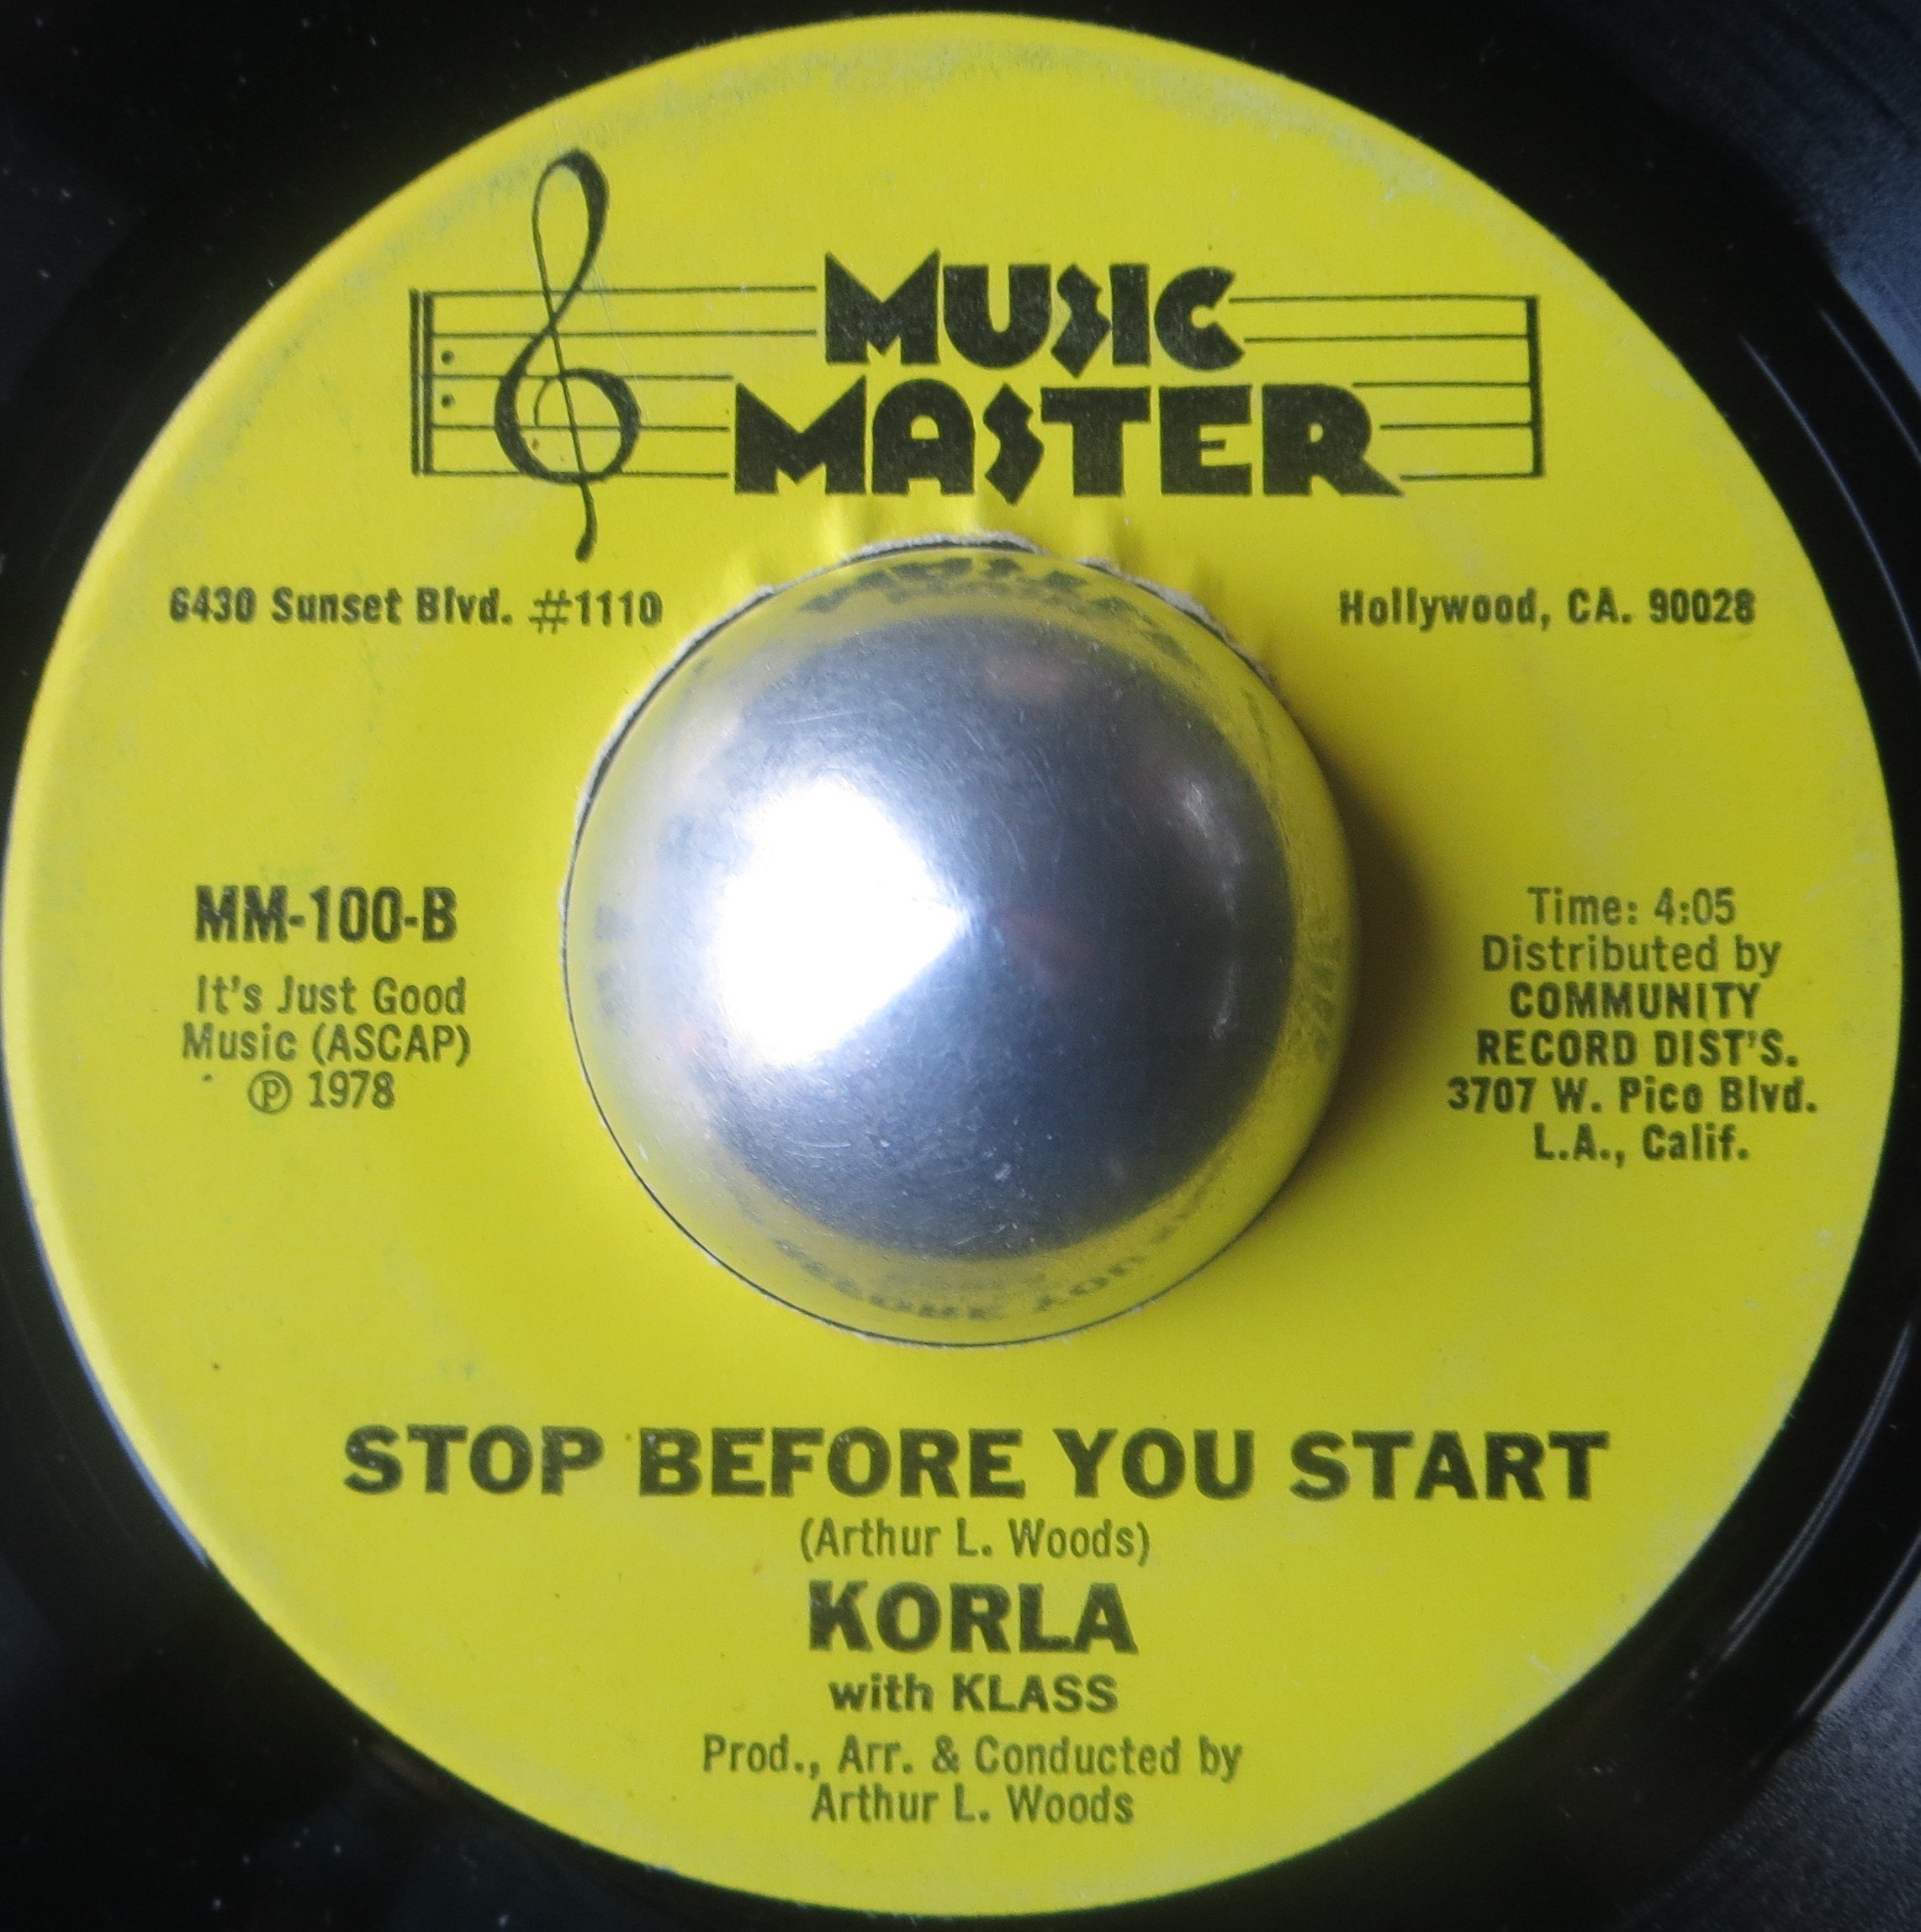 MUSIC
MASTER
6430 Sunset Blvd. #1110
Hollywood, CA. 90028
MM-100-B
It's Just Good
Music (ASCAP)
Ⓟ 1978
Time: 4:05
Distributed by
COMMUNITY
RECORD DIST'S.
3707 W. Pico Blvd.
L.A., Calif.
STOP BEFORE YOU START
(Arthur L. Woods)
KORLA
with KLASS
Prod., Arr. & Conducted by
Arthur L. Woods